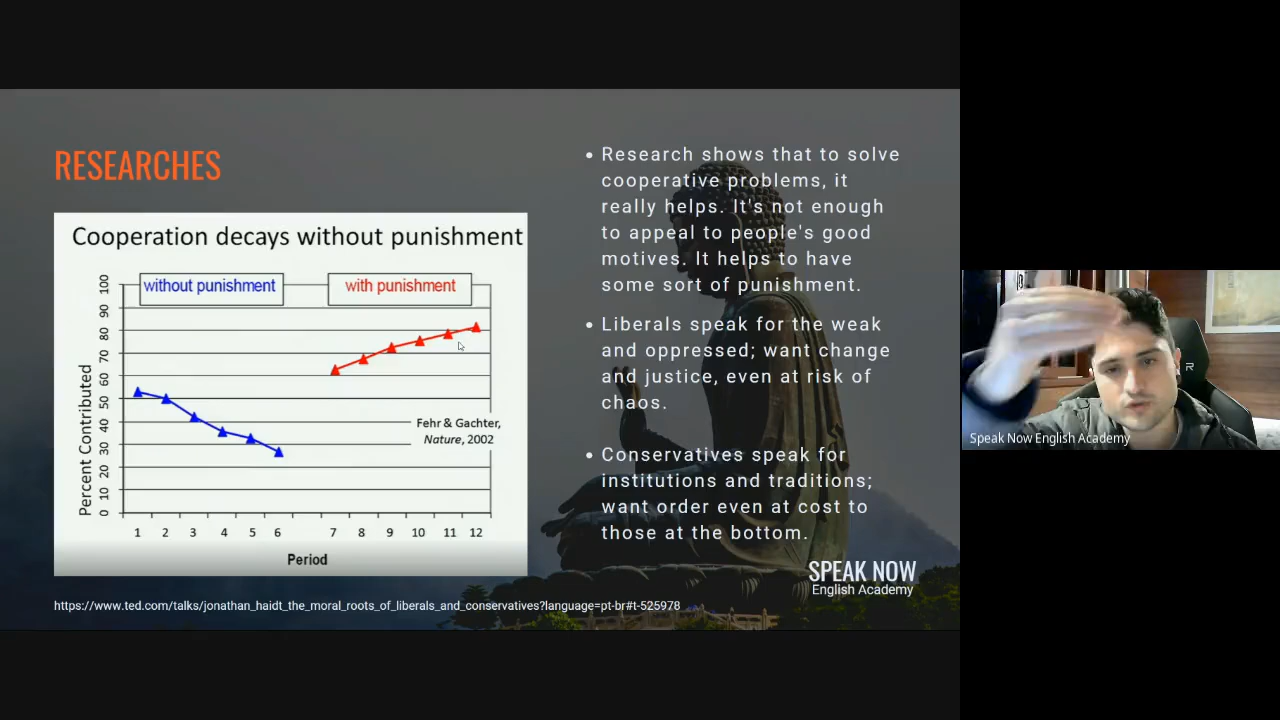 RESEARCHES
Cooperation decays without punishment
without punishment
with punishment
100
90
80
70
60
50
40
30
20
10
0
Percent Contributed
Fehr & Gachter,
Nature, 2002
1 2 3 4 5 6 7 8 9 10 11 12
Period
https://www.ted.com/talks/jonathan_haidt_the_moral_roots_of_liberals_and_conservatives?language=pt-br#t-525978
• Research shows that to solve
cooperative problems, it
really helps. It's not enough
to appeal to people's good
motives. It helps to have
some sort of punishment.
• Liberals speak for the weak
and oppressed; want change
and justice, even at risk of
chaos.
• Conservatives speak for
institutions and traditions;
want order even at cost to
those at the bottom.
SPEAK NOW
English Academy
Speak Now English Academy